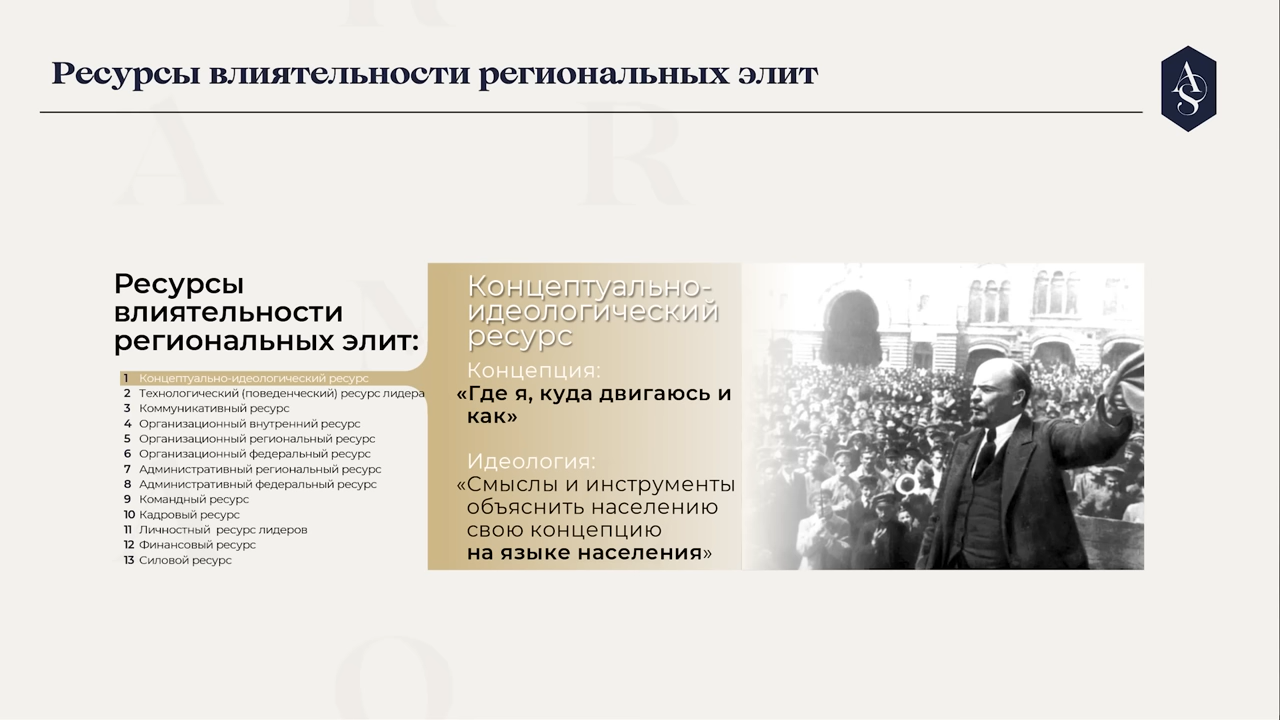 Ресурсы влиятельности региональных элит
AS
Ресурсы
влиятельности
региональных элит:
1 Концептуально-идеологический ресурс
2 Технологический (поведенческий) ресурс лидера
3 Коммуникативный ресурс
4 Организационный внутренний ресурс
5 Организационный региональный ресурс
6 Организационный федеральный ресурс
7 Административный региональный ресурс
8 Административный федеральный ресурс
9 Командный ресурс
10 Кадровый ресурс
11 Личностный ресурс лидеров
12 Финансовый ресурс
13 Силовой ресурс
Концептуально-
идеологический
ресурс
Концепция:
«Где я, куда двигаюсь и
как»
Идеология:
«Смыслы и инструменты
объяснить населению
свою концепцию
на языке населения»